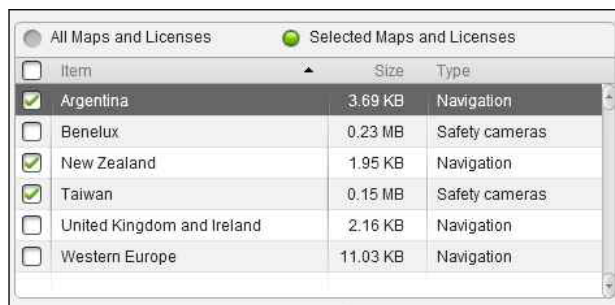 All Maps and Licenses Selected Maps and Licenses
Item Size Type
Argentina 3.69 KB Navigation
Benelux 0.23 MB Safety cameras
New Zealand 1.95 KB Navigation
Taiwan 0.15 MB Safety cameras
United Kingdom and Ireland 2.16 KB Navigation
Western Europe 11.03 KB Navigation